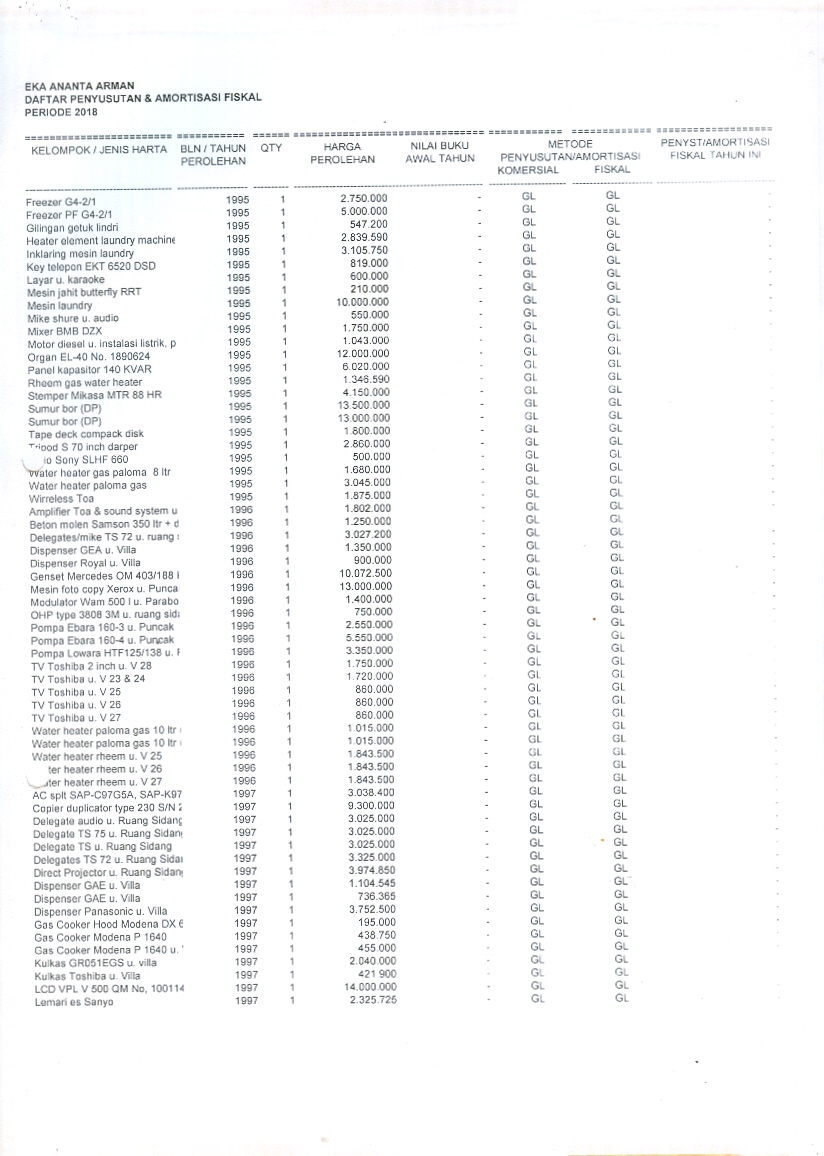 EKA ANANTA ARMAN
DAFTAR PENYUSUTAN & AMORTISASI FISKAL
PERIODE 2018
KELOMPOK / JENIS HARTA BLN / TAHUN QTY HARGA NILAI BUKU METODE PENYST/AMORTISASI
PEROLEHAN PEROLEHAN AWAL TAHUN PENYUSUTAN/AMORTISASI FISKAL TAHUN INI
KOMERSIAL FISKAL
Freezer G4-2/1 1995 1 2.750.000 - GL GL -
Freezer PF G4-2/1 1995 1 5.000.000 - GL GL -
Gilingan getuk lindri 1995 1 547.200 - GL GL -
Heater element laundry machine 1995 1 2.839.590 - GL GL -
Inklaring mesin laundry 1995 1 3.105.750 - GL GL -
Key telepon EKT 6520 DSD 1995 1 819.000 - GL GL -
Layar u. karaoke 1995 1 600.000 - GL GL -
Mesin jahit butterfly RRT 1995 1 210.000 - GL GL -
Mesin laundry 1995 1 10.000.000 - GL GL -
Mike shure u. audio 1995 1 550.000 - GL GL -
Mixer BMB DZX 1995 1 1.750.000 - GL GL -
Motor diesel u. instalasi listrik, p 1995 1 1.043.000 - GL GL -
Organ EL-40 No. 1890624 1995 1 12.000.000 - GL GL -
Panel kapasitor 140 KVAR 1995 1 6.020.000 - GL GL -
Rheem gas water heater 1995 1 1.346.590 - GL GL -
Stemper Mikasa MTR 88 HR 1995 1 4.150.000 - GL GL -
Sumur bor (DP) 1995 1 13.500.000 - GL GL -
Sumur bor (DP) 1995 1 13.000.000 - GL GL -
Tape deck compack disk 1995 1 1.800.000 - GL GL -
Tripod S 70 inch darper 1995 1 2.860.000 - GL GL -
Sony SLHF 660 1995 1 500.000 - GL GL -
Water heater gas paloma 8 ltr 1995 1 1.680.000 - GL GL -
Water heater paloma gas 1995 1 3.045.000 - GL GL -
Wirreless Toa 1995 1 1.875.000 - GL GL -
Amplifier Toa & sound system u 1996 1 1.802.000 - GL GL -
Beton molen Samson 350 ltr + d 1996 1 1.250.000 - GL GL -
Delegates/mike TS 72 u. ruang 1996 1 3.027.200 - GL GL -
Dispenser GEA u. Villa 1996 1 1.350.000 - GL GL -
Dispenser Royal u. Villa 1996 1 900.000 - GL GL -
Genset Mercedes OM 403/188 1996 1 10.072.500 - GL GL -
Mesin foto copy Xerox u. Punca 1996 1 13.000.000 - GL GL -
Modulator Wam 500 l u. Parabo 1996 1 1.400.000 - GL GL -
OHP type 3808 3M u. ruang sida 1996 1 750.000 - GL GL -
Pompa Ebara 160-3 u. Puncak 1996 1 2.550.000 - GL GL -
Pompa Ebara 160-4 u. Puncak 1996 1 5.550.000 - GL GL -
Pompa Lowara HTF125/138 u. 1996 1 3.350.000 - GL GL -
TV Toshiba 2 inch u. V 28 1996 1 1.750.000 - GL GL -
TV Toshiba u. V 23 & 24 1996 1 1.720.000 - GL GL -
TV Toshiba u. V 25 1996 1 860.000 - GL GL -
TV Toshiba u. V 26 1996 1 860.000 - GL GL -
TV Toshiba u. V 27 1996 1 860.000 - GL GL -
Water heater paloma gas 10 ltr 1996 1 1.015.000 - GL GL -
Water heater paloma gas 10 ltr 1996 1 1.015.000 - GL GL -
Water heater rheem u. V 25 1996 1 1.843.500 - GL GL -
ter heater rheem u. V 26 1996 1 1.843.500 - GL GL -
ter heater rheem u. V 27 1996 1 1.843.500 - GL GL -
AC splt SAP-C97G5A, SAP-K97 1997 1 3.038.400 - GL GL -
Copier duplicator type 230 S/N 2 1997 1 9.300.000 - GL GL -
Delegate audio u. Ruang Sidang 1997 1 3.025.000 - GL GL -
Delegate TS 75 u. Ruang Sidang 1997 1 3.025.000 - GL GL -
Delegate TS u. Ruang Sidang 1997 1 3.025.000 - GL GL -
Delegates TS 72 u. Ruang Sidan 1997 1 3.325.000 - GL GL -
Direct Projector u. Ruang Sidang 1997 1 3.974.850 - GL GL -
Dispenser GAE u. Villa 1997 1 1.104.545 - GL GL -
Dispenser GAE u. Villa 1997 1 736.365 - GL GL -
Dispenser Panasonic u. Villa 1997 1 3.752.500 - GL GL -
Gas Cooker Hood Modena DX 6 1997 1 195.000 - GL GL -
Gas Cooker Modena P 1640 1997 1 438.750 - GL GL -
Gas Cooker Modena P 1640 u. 1997 1 455.000 - GL GL -
Kulkas GR051EGS u. villa 1997 1 2.040.000 - GL GL -
Kulkas Toshiba u. Villa 1997 1 421 900 - GL GL -
LCD VPL V 500 QM No, 100114 1997 1 14.000.000 - GL GL -
Lemari es Sanyo 1997 1 2.325.725 - GL GL -